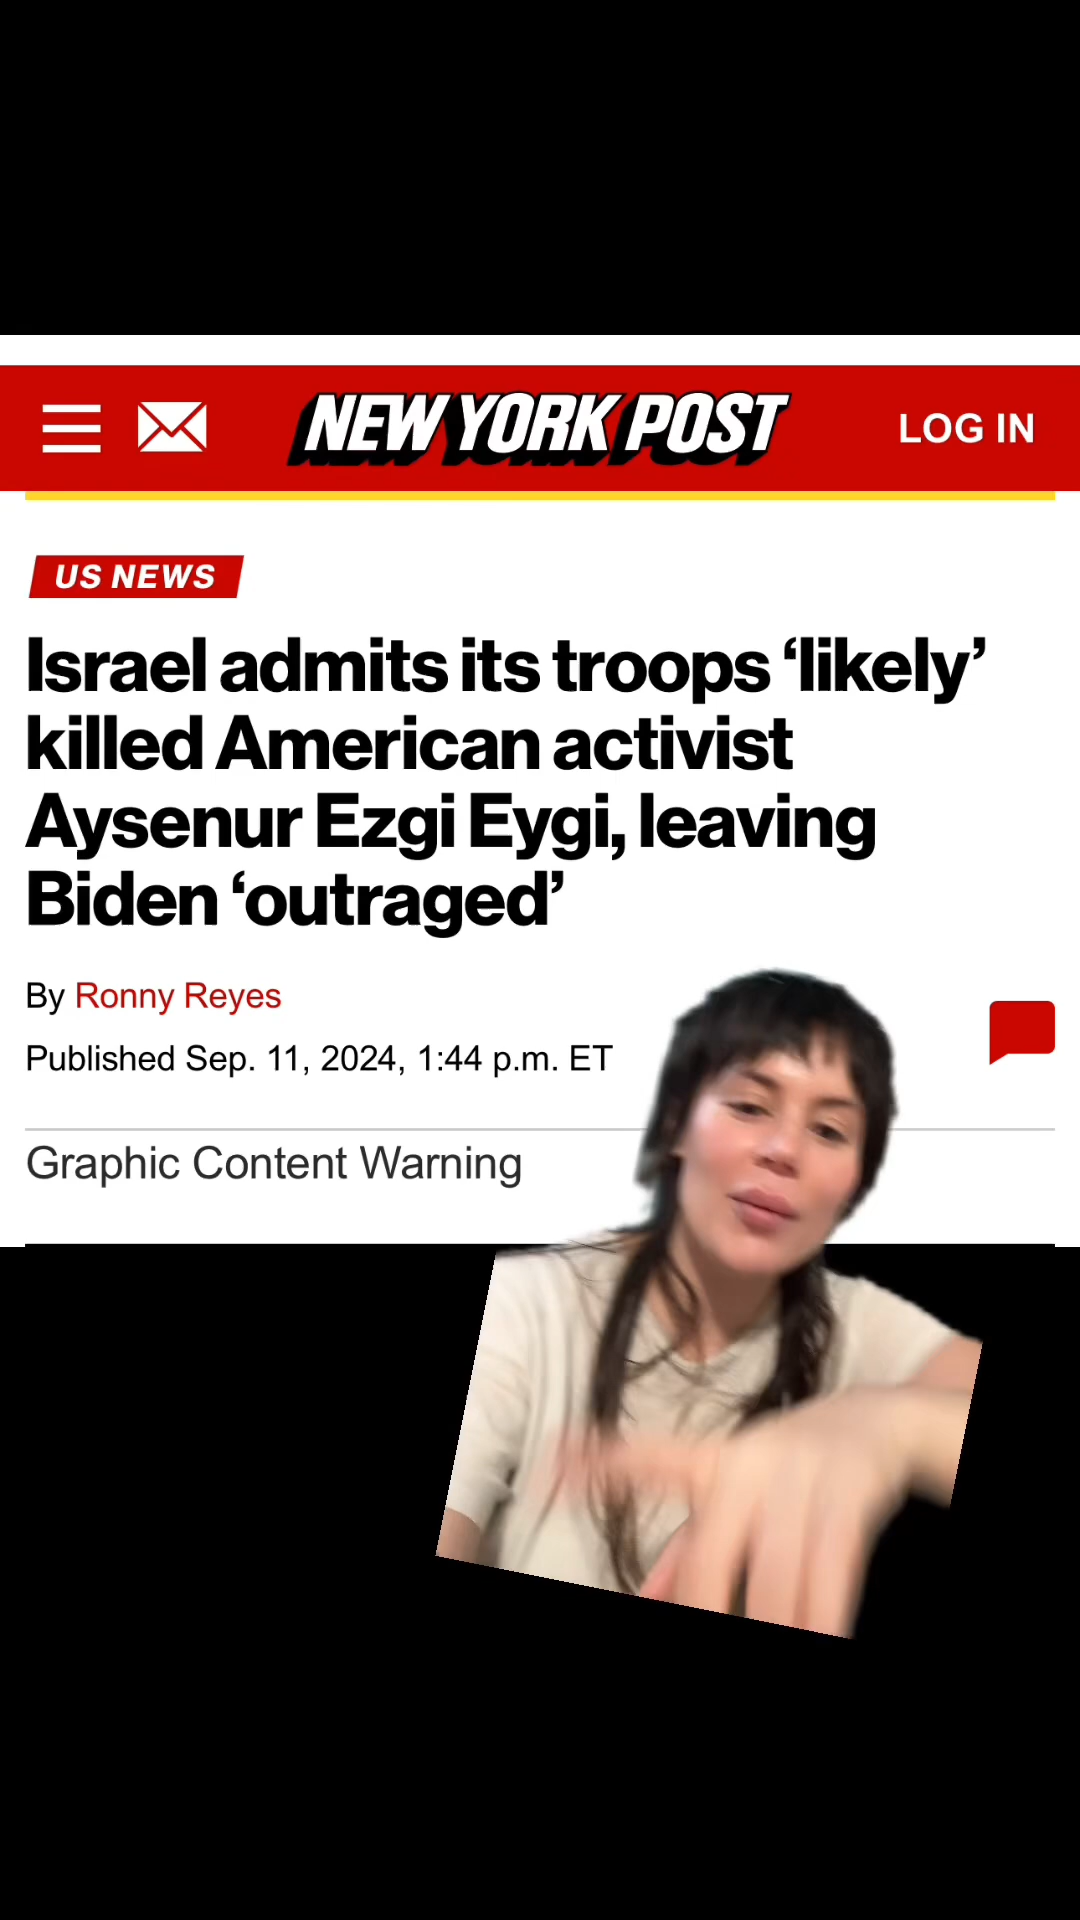 NEW YORK POST
LOG IN
US NEWS
Israel admits its troops ‘likely’
killed American activist
Aysenur Ezgi Eygi, leaving
Biden ‘outraged’
By Ronny Reyes
Published Sep. 11, 2024, 1:44 p.m. ET
Graphic Content Warning